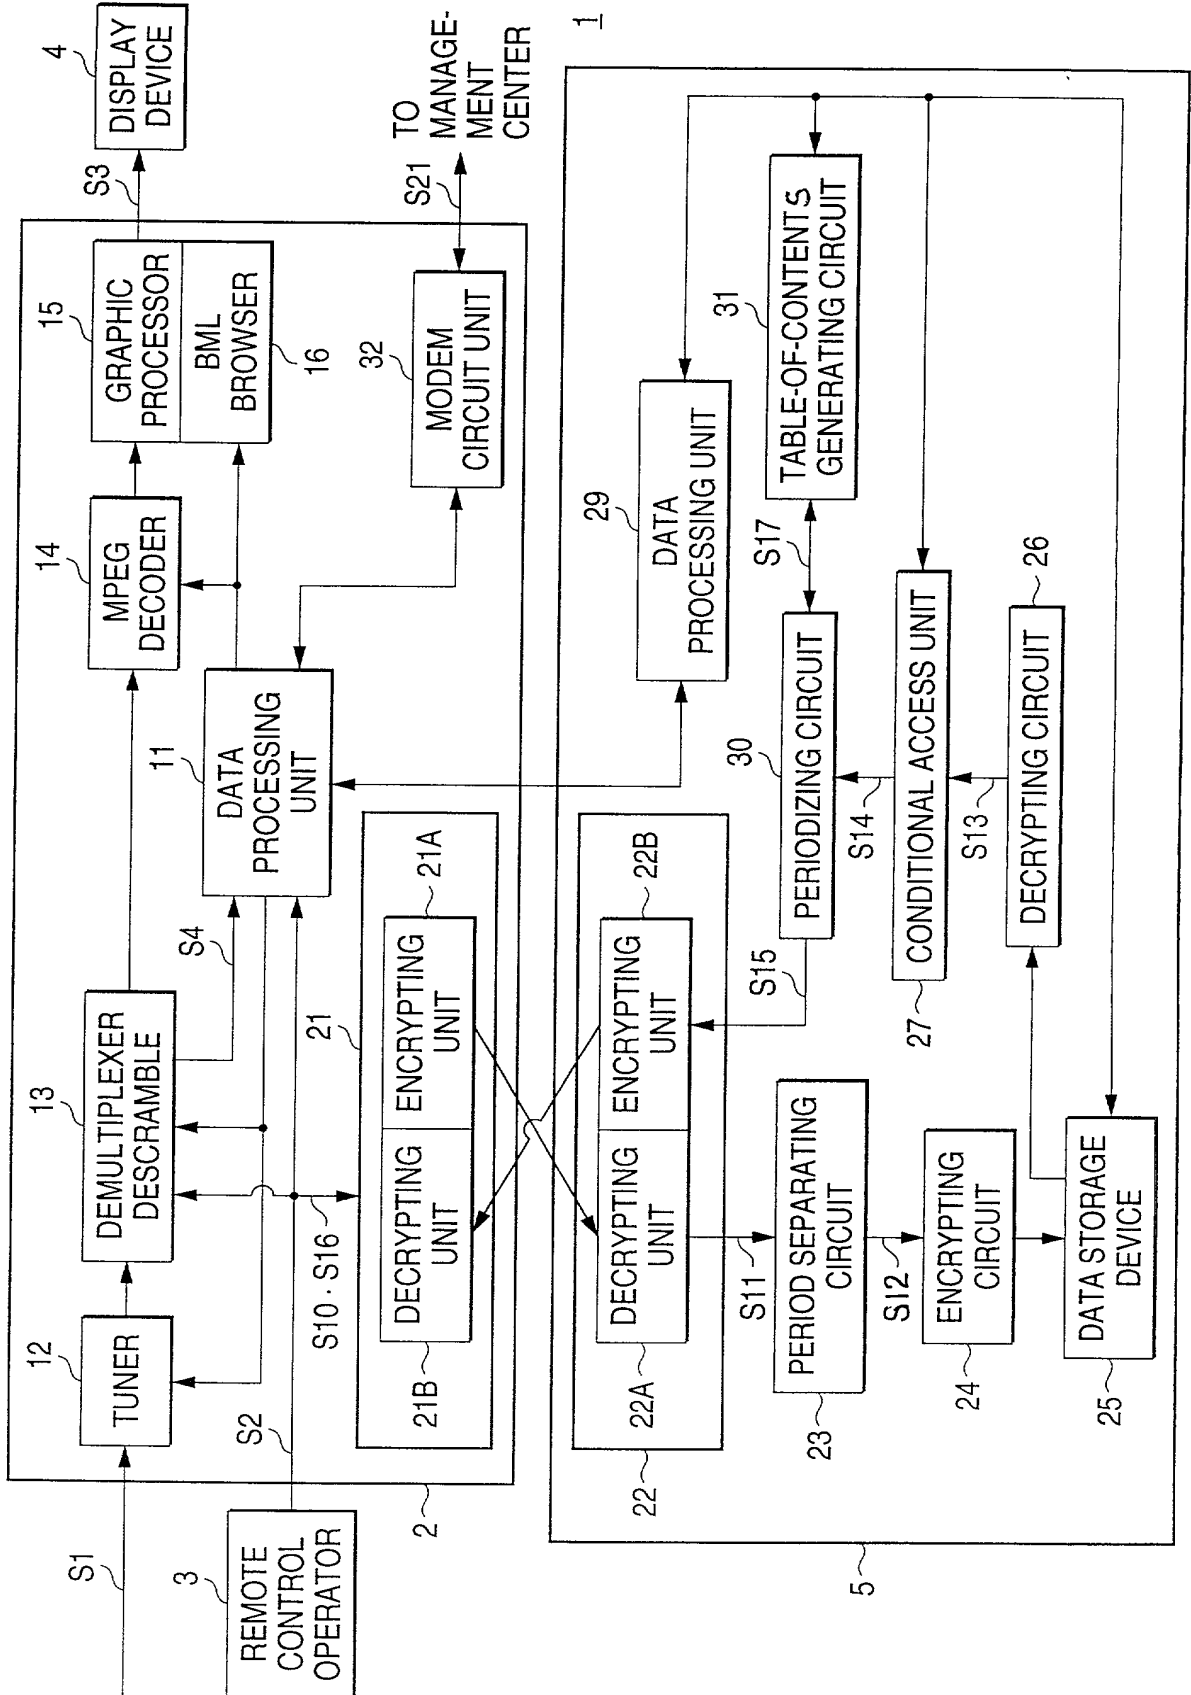 1
4
DISPLAY
DEVICE
S3
TO
MANAGE-
MENT
CENTER
S21
15
GRAPHIC
PROCESSOR
BML
BROWSER
16
32
MODEM
CIRCUIT UNIT
14
MPEG
DECODER
11
DATA
PROCESSING
UNIT
S4
13
DEMULTIPLEXER
DESCRAMBLE
12
TUNER
S1
S2
S10 · S16
3
REMOTE
CONTROL
OPERATOR
2
21
21A
ENCRYPTING
UNIT
DECRYPTING
UNIT
21B
22B
ENCRYPTING
UNIT
DECRYPTING
UNIT
22A
22
29
DATA
PROCESSING UNIT
31
TABLE-OF-CONTENTS
GENERATING CIRCUIT
S17
30
PERIODIZING CIRCUIT
S15
S14
CONDITIONAL ACCESS UNIT
27
S13
26
DECRYPTING CIRCUIT
S11
PERIOD SEPARATING
CIRCUIT
23
S12
ENCRYPTING
CIRCUIT
24
DATA STORAGE
DEVICE
25
5